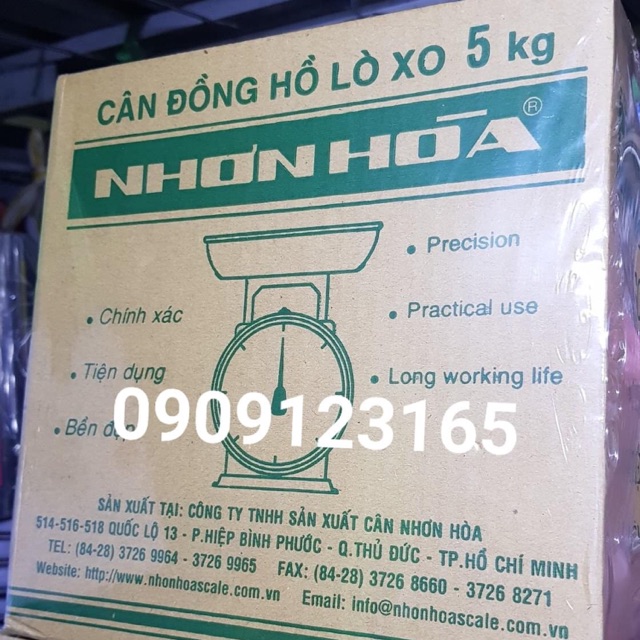 CÂN ĐỒNG HỒ LÒ XO 5 kg
NHƠN HÒA ®
• Precision
• Chính xác
• Practical use
• Tiện dụng
• Long working life
• Bền đẹp
0909123165
SẢN XUẤT TẠI: CÔNG TY TNHH SẢN XUẤT CÂN NHƠN HÒA
514-516-518 QUỐC LỘ 13 - P.HIỆP BÌNH PHƯỚC - Q.THỦ ĐỨC - TP.HỒ CHÍ MINH
TEL: (84-28) 3726 9964 - 3726 9965 FAX: (84-28) 3726 8660 - 3726 8271
Website: http://www.nhonhoascale.com.vn Email: info@nhonhoascale.com.vn